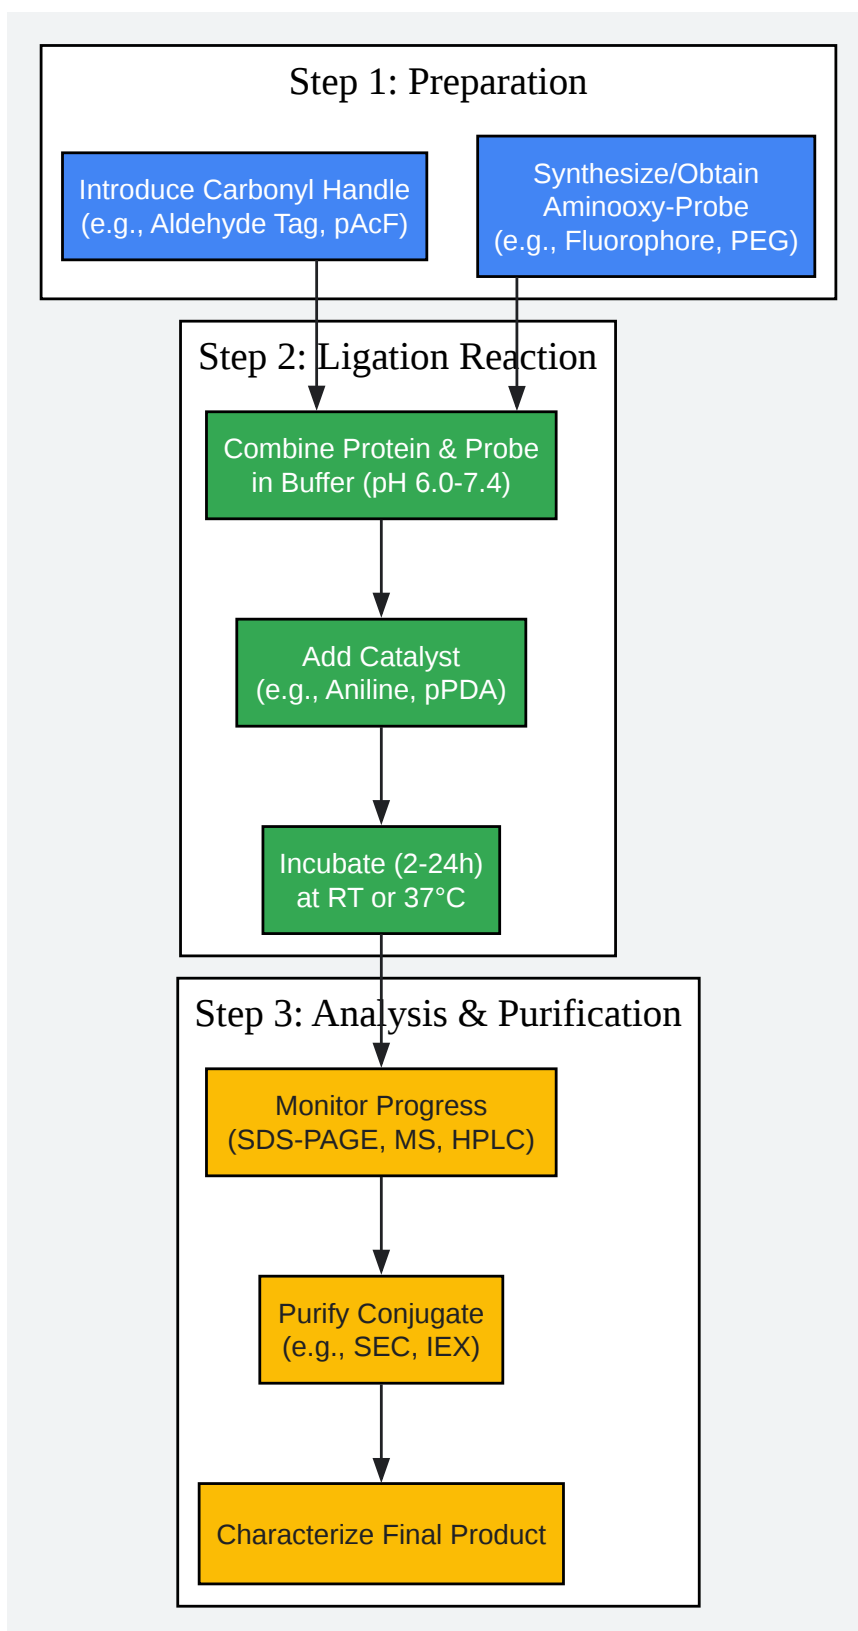 Step 1: Preparation
Introduce Carbonyl Handle
(e.g., Aldehyde Tag, pAcF)
Synthesize/Obtain
Aminooxy-Probe
(e.g., Fluorophore, PEG)
Step 2: Ligation Reaction
Combine Protein & Probe
in Buffer (pH 6.0-7.4)
Add Catalyst
(e.g., Aniline, pPDA)
Incubate (2-24h)
at RT or 37°C
Step 3: Analysis & Purification
Monitor Progress
(SDS-PAGE, MS, HPLC)
Purify Conjugate
(e.g., SEC, IEX)
Characterize Final Product